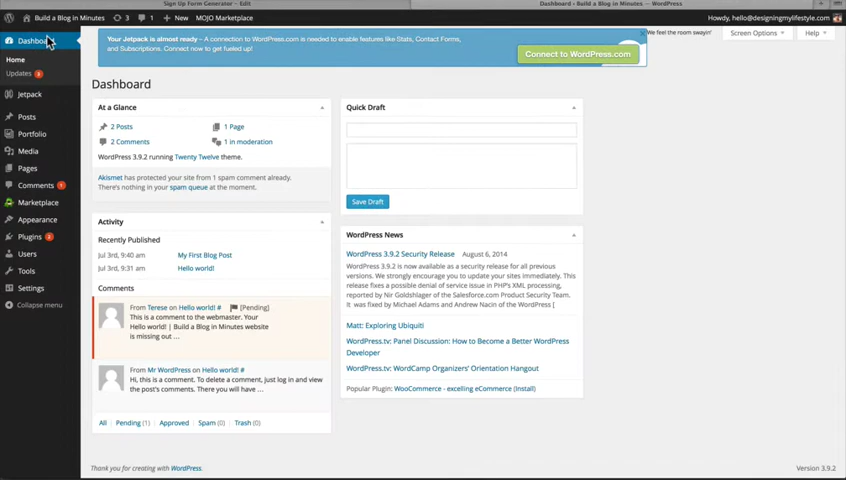 Sign Up Form Generator – Edit
Dashboard ‹ Build a Blog in Minutes — WordPress
Build a Blog in Minutes 3 1 + New MOJO Marketplace
Howdy, hello@designingmylifestyle.com
Dashboard
Home
Updates 3
Jetpack
Posts
Portfolio
Media
Pages
Comments 1
Marketplace
Appearance
Plugins
Users
Tools
Settings
Collapse menu
Your Jetpack is almost ready – A connection to WordPress.com is needed to enable features like Stats, Contact Forms,
and Subscriptions. Connect now to get fueled up!
Connect to WordPress.com
We feel the room swayin'
Screen Options
Help
Dashboard
At a Glance
2 Posts
1 Page
2 Comments
1 in moderation
WordPress 3.9.2 running Twenty Twelve theme.
Akismet has protected your site from 1 spam comment already.
There's nothing in your spam queue at the moment.
Activity
Recently Published
Jul 3rd, 9:40 am My First Blog Post
Jul 3rd, 9:31 am Hello world!
Comments
From Terese on Hello world! # [Pending]
This is a comment to the webmaster. Your
Hello world! | Build a Blog in Minutes website
is missing out ...
From Mr WordPress on Hello world! #
Hi, this is a comment. To delete a comment, just log in and view
the post's comments. There you will have ...
All Pending (1) Approved Spam (0) Trash (0)
Quick Draft
Save Draft
WordPress News
WordPress 3.9.2 Security Release August 6, 2014
WordPress 3.9.2 is now available as a security release for all previous
versions. We strongly encourage you to update your sites immediately. This
release fixes a possible denial of service issue in PHP's XML processing,
reported by Nir Goldshlager of the Salesforce.com Product Security Team.
It was fixed by Michael Adams and Andrew Nacin of the WordPress [
Matt: Exploring Ubiquiti
WordPress.tv: Panel Discussion: How to Become a Better WordPress
Developer
WordPress.tv: WordCamp Organizers' Orientation Hangout
Popular Plugin: WooCommerce - excelling eCommerce (Install)
Thank you for creating with WordPress.
Version 3.9.2